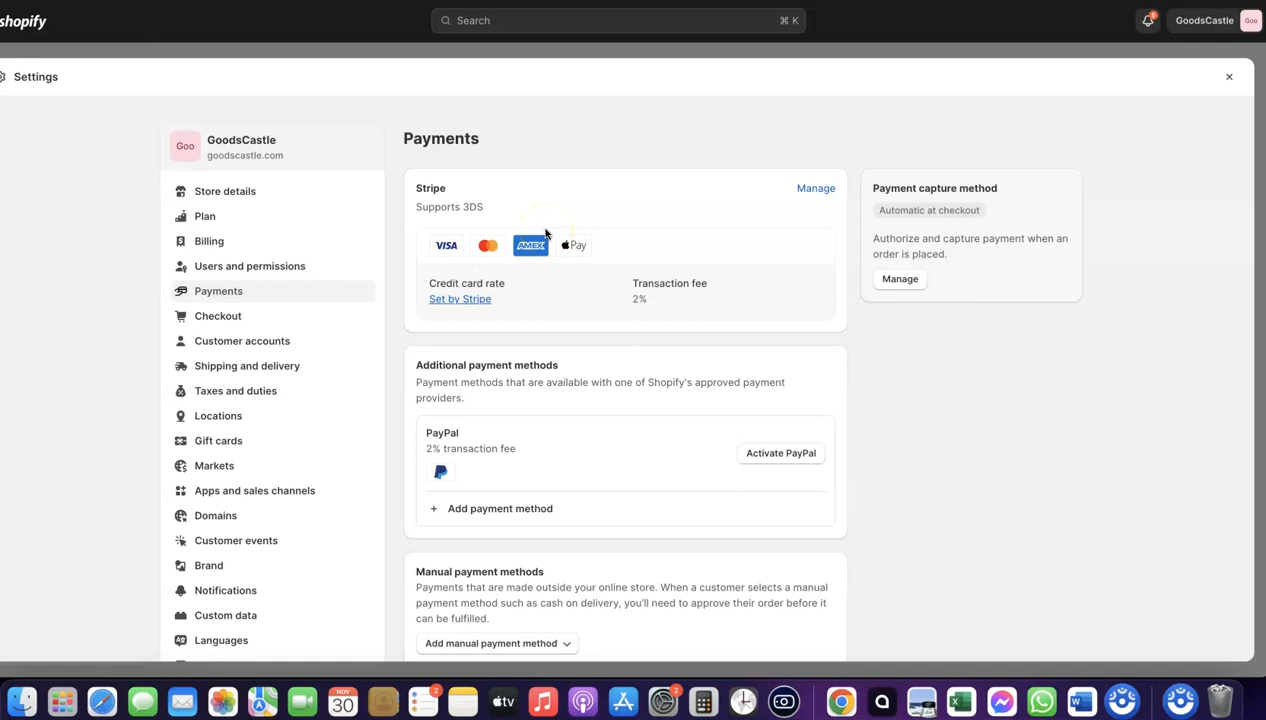 shopify
Search
⌘ K
5
GoodsCastle
Goo
Settings
Goo
GoodsCastle
goodscastle.com
Store details
Plan
Billing
Users and permissions
Payments
Checkout
Customer accounts
Shipping and delivery
Taxes and duties
Locations
Gift cards
Markets
Apps and sales channels
Domains
Customer events
Brand
Notifications
Custom data
Languages
Payments
Stripe
Manage
Supports 3DS
VISA
AMEX
Pay
Credit card rate
Transaction fee
Set by Stripe
2%
Additional payment methods
Payment methods that are available with one of Shopify's approved payment
providers.
PayPal
2% transaction fee
Activate PayPal
+ Add payment method
Manual payment methods
Payments that are made outside your online store. When a customer selects a manual
payment method such as cash on delivery, you'll need to approve their order before it
can be fulfilled.
Add manual payment method
Payment capture method
Automatic at checkout
Authorize and capture payment when an
order is placed.
Manage
NOV
30
2
tv
2